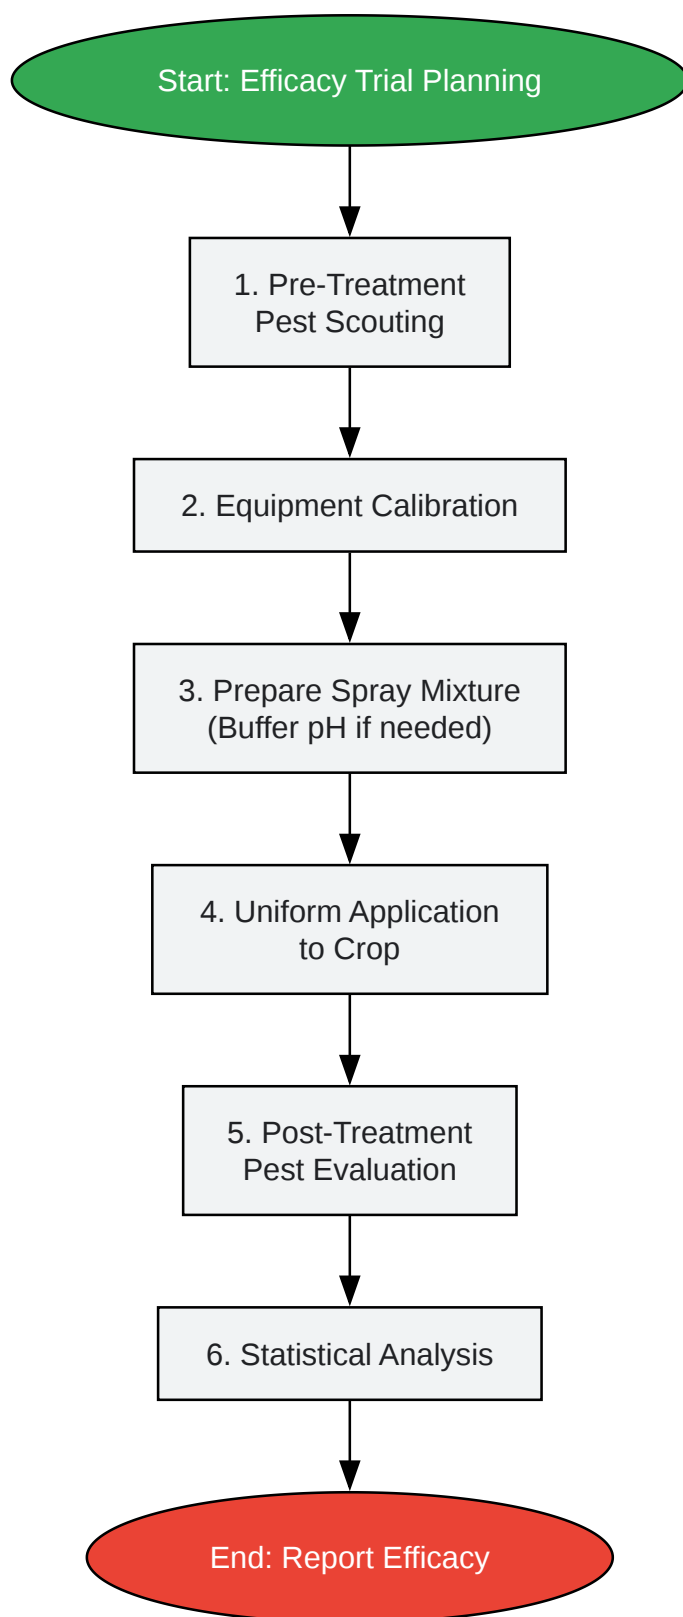 Start: Efficacy Trial Planning
1. Pre-Treatment
Pest Scouting
2. Equipment Calibration
3. Prepare Spray Mixture
(Buffer pH if needed)
4. Uniform Application
to Crop
5. Post-Treatment
Pest Evaluation
6. Statistical Analysis
End: Report Efficacy